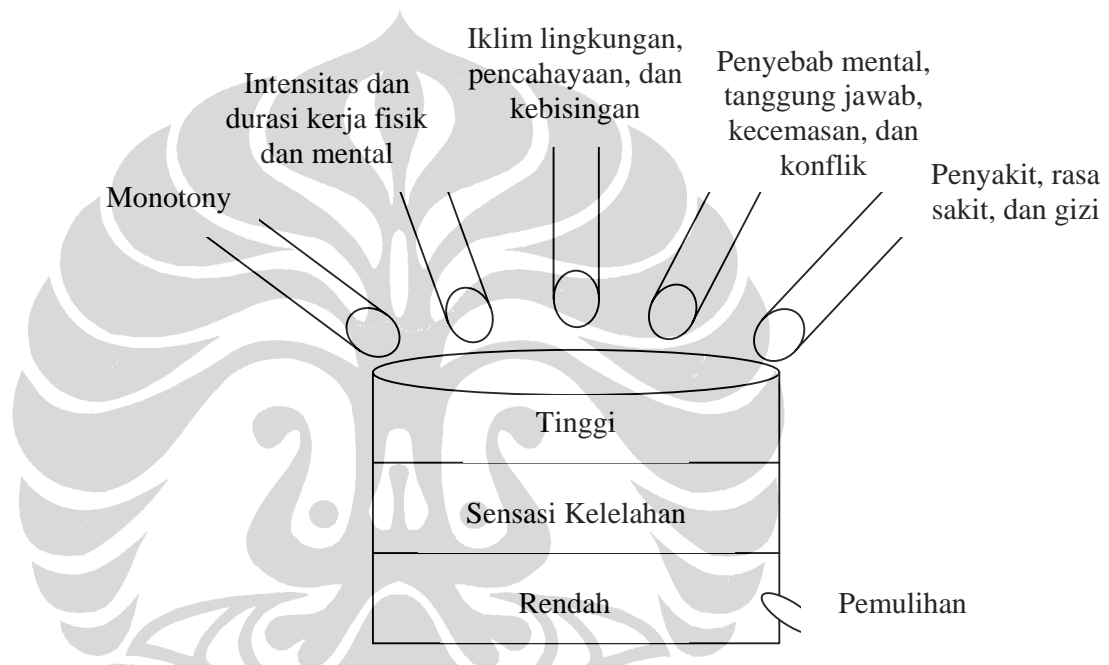 Monotony
Intensitas dan
durasi kerja fisik
dan mental
Iklim lingkungan,
pencahayaan, dan
kebisingan
Penyebab mental,
tanggung jawab,
kecemasan, dan
konflik
Penyakit, rasa
sakit, dan gizi
Tinggi
Sensasi Kelelahan
Rendah
Pemulihan